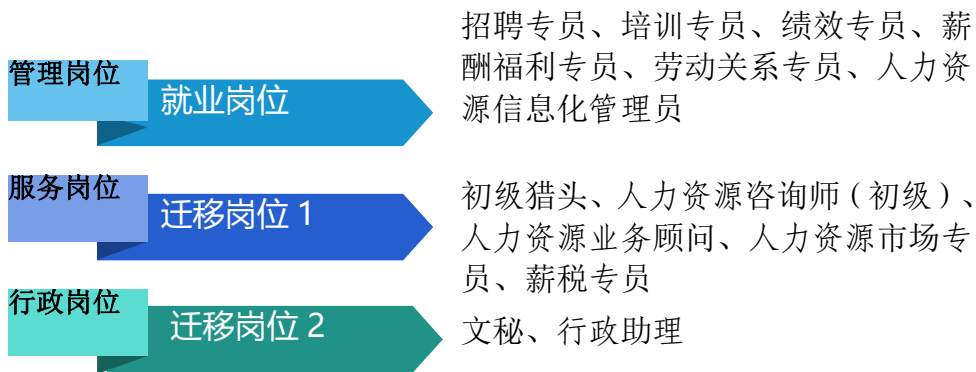 管理岗位
就业岗位
招聘专员、培训专员、绩效专员、薪
酬福利专员、劳动关系专员、人力资
源信息化管理员
服务岗位
迁移岗位 1
初级猎头、人力资源咨询师（初级）、
人力资源业务顾问、人力资源市场专
员、薪税专员
行政岗位
迁移岗位 2
文秘、行政助理